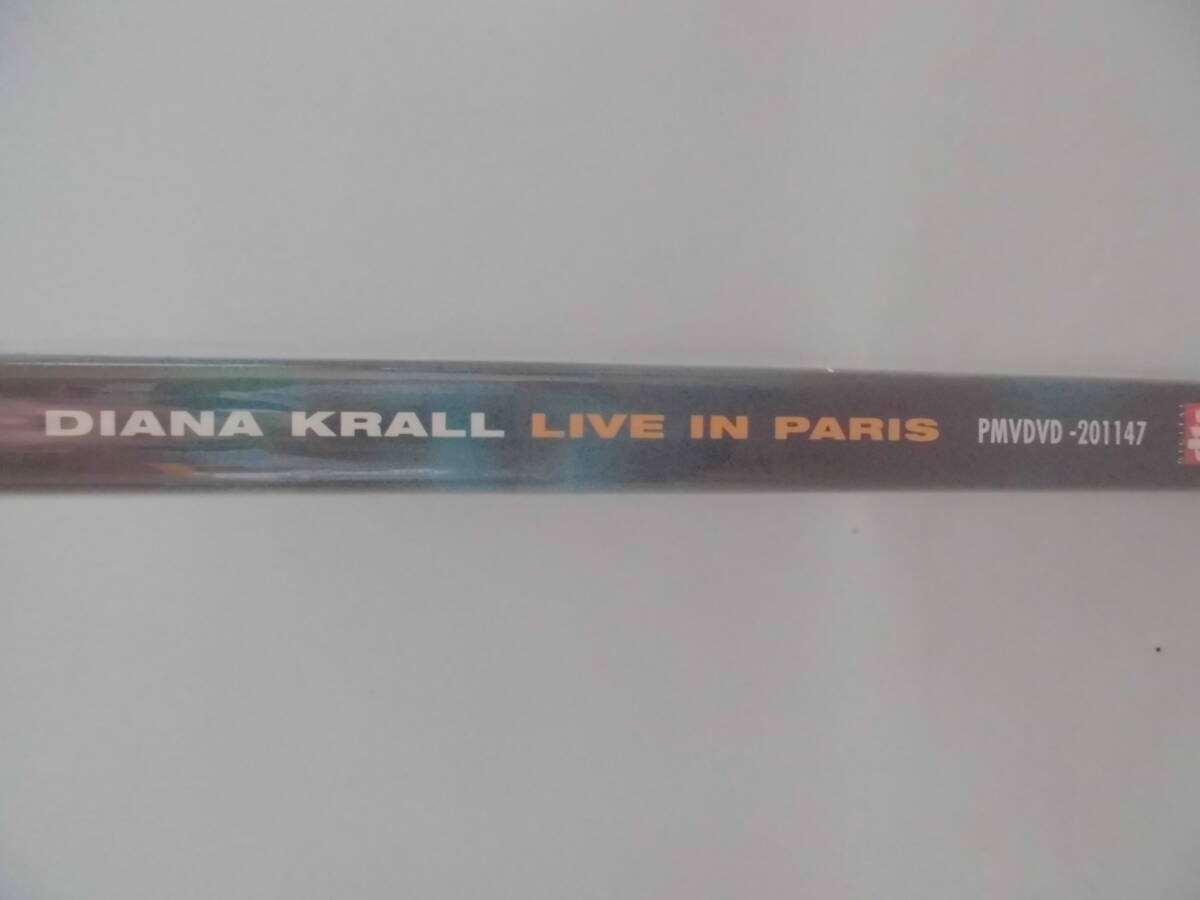 DIANA KRALL LIVE IN PARIS PMVDVD -201147